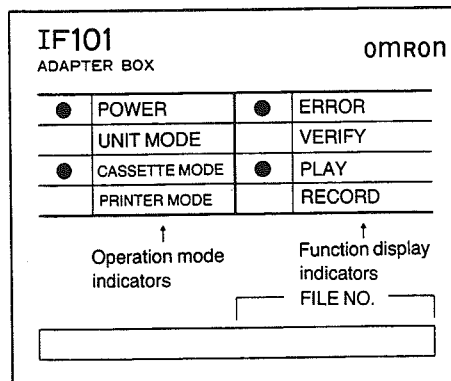 IF101
OMRON
ADAPTER BOX
POWER ERROR
UNIT MODE VERIFY
CASSETTE MODE PLAY
PRINTER MODE RECORD
Operation mode indicators
Function display indicators
FILE NO.